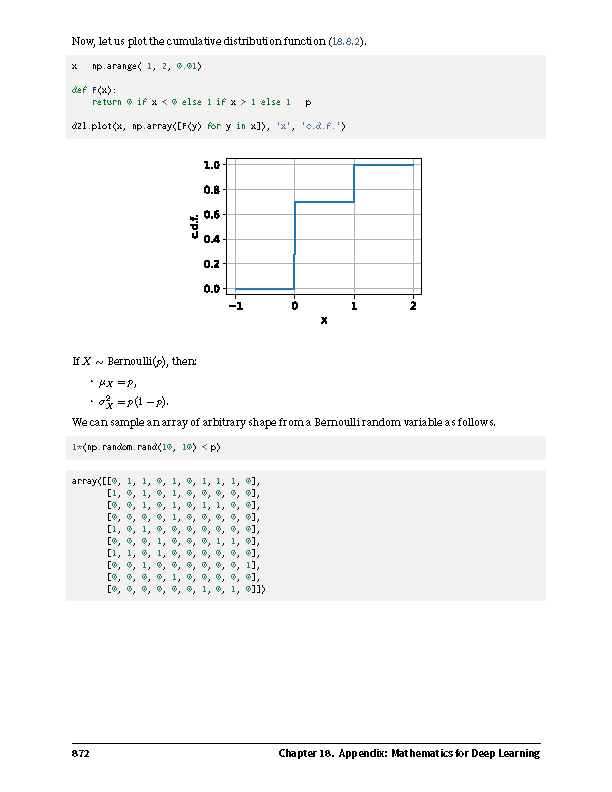 Now, let us plot the cumulative distribution function (18.8.2).
x   np.arange( 1, 2, 0.01)
def F(x):
    return 0 if x < 0 else 1 if x > 1 else 1   p
d2l.plot(x, np.array([F(y) for y in x]), 'x', 'c.d.f.')
1.0
0.8
0.6
0.4
0.2
0.0
c.d.f.
−1 0 1 2
x
If X ∼ Bernoulli(p), then:
• μ_X = p,
• σ²_X = p(1 − p).
We can sample an array of arbitrary shape from a Bernoulli random variable as follows.
1*(np.random.rand(10, 10) < p)
array([[0, 1, 1, 0, 1, 0, 1, 1, 1, 0],
       [1, 0, 1, 0, 1, 0, 0, 0, 0, 0],
       [0, 0, 1, 0, 1, 0, 1, 1, 0, 0],
       [0, 0, 0, 0, 1, 0, 0, 0, 0, 0],
       [1, 0, 1, 0, 0, 0, 0, 0, 0, 0],
       [0, 0, 0, 1, 0, 0, 0, 1, 1, 0],
       [1, 1, 0, 1, 0, 0, 0, 0, 0, 0],
       [0, 0, 1, 0, 0, 0, 0, 0, 0, 1],
       [0, 0, 0, 0, 1, 0, 0, 0, 0, 0],
       [0, 0, 0, 0, 0, 0, 1, 0, 1, 0]])
872 Chapter 18. Appendix: Mathematics for Deep Learning